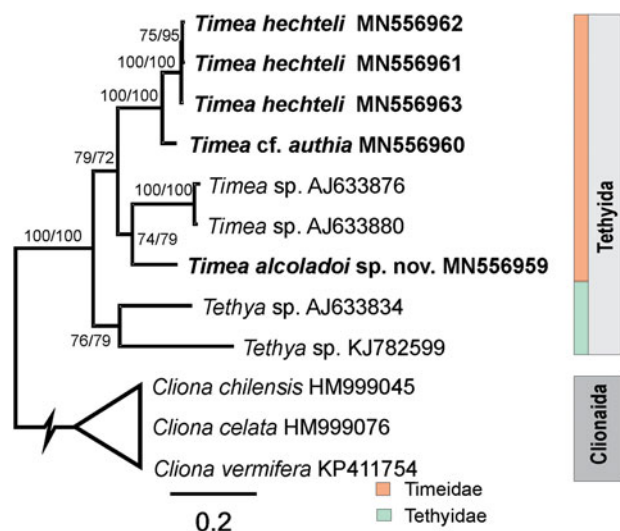 75/95
Timea hechteli MN556962
100/100
Timea hechteli MN556961
100/100
Timea hechteli MN556963
Timea cf. authia MN556960
79/72
100/100
Timea sp. AJ633876
Timea sp. AJ633880
100/100
74/79
Timea alcoladoi sp. nov. MN556959
Tethya sp. AJ633834
76/79
Tethya sp. KJ782599
Cliona chilensis HM999045
Cliona celata HM999076
Cliona vermifera KP411754
0.2
Timeidae
Tethyidae
Tethyida
Clionaida